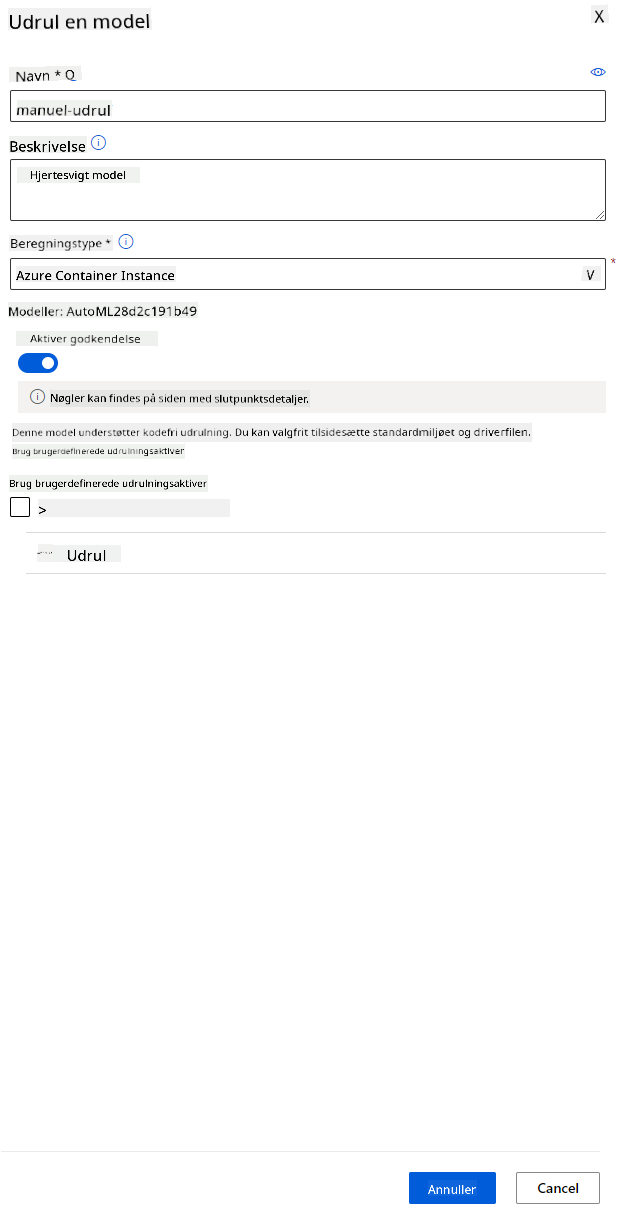 Udrul en model X
Navn * Q
manuel-udrul
Beskrivelse
Hjertesvigt model
Beregningstype *
Azure Container Instance V
*
Modeller: AutoML28d2c191b49
Aktiver godkendelse
Nøgler kan findes på siden med slutpunktsdetaljer.
Denne model understøtter kodefri udrulning. Du kan valgfrit tilsidesætte standardmiljøet og driverfilen.
Brug brugerdefinerede udrulningsaktiver
Brug brugerdefinerede udrulningsaktiver
>
Udrul
Annuller Cancel